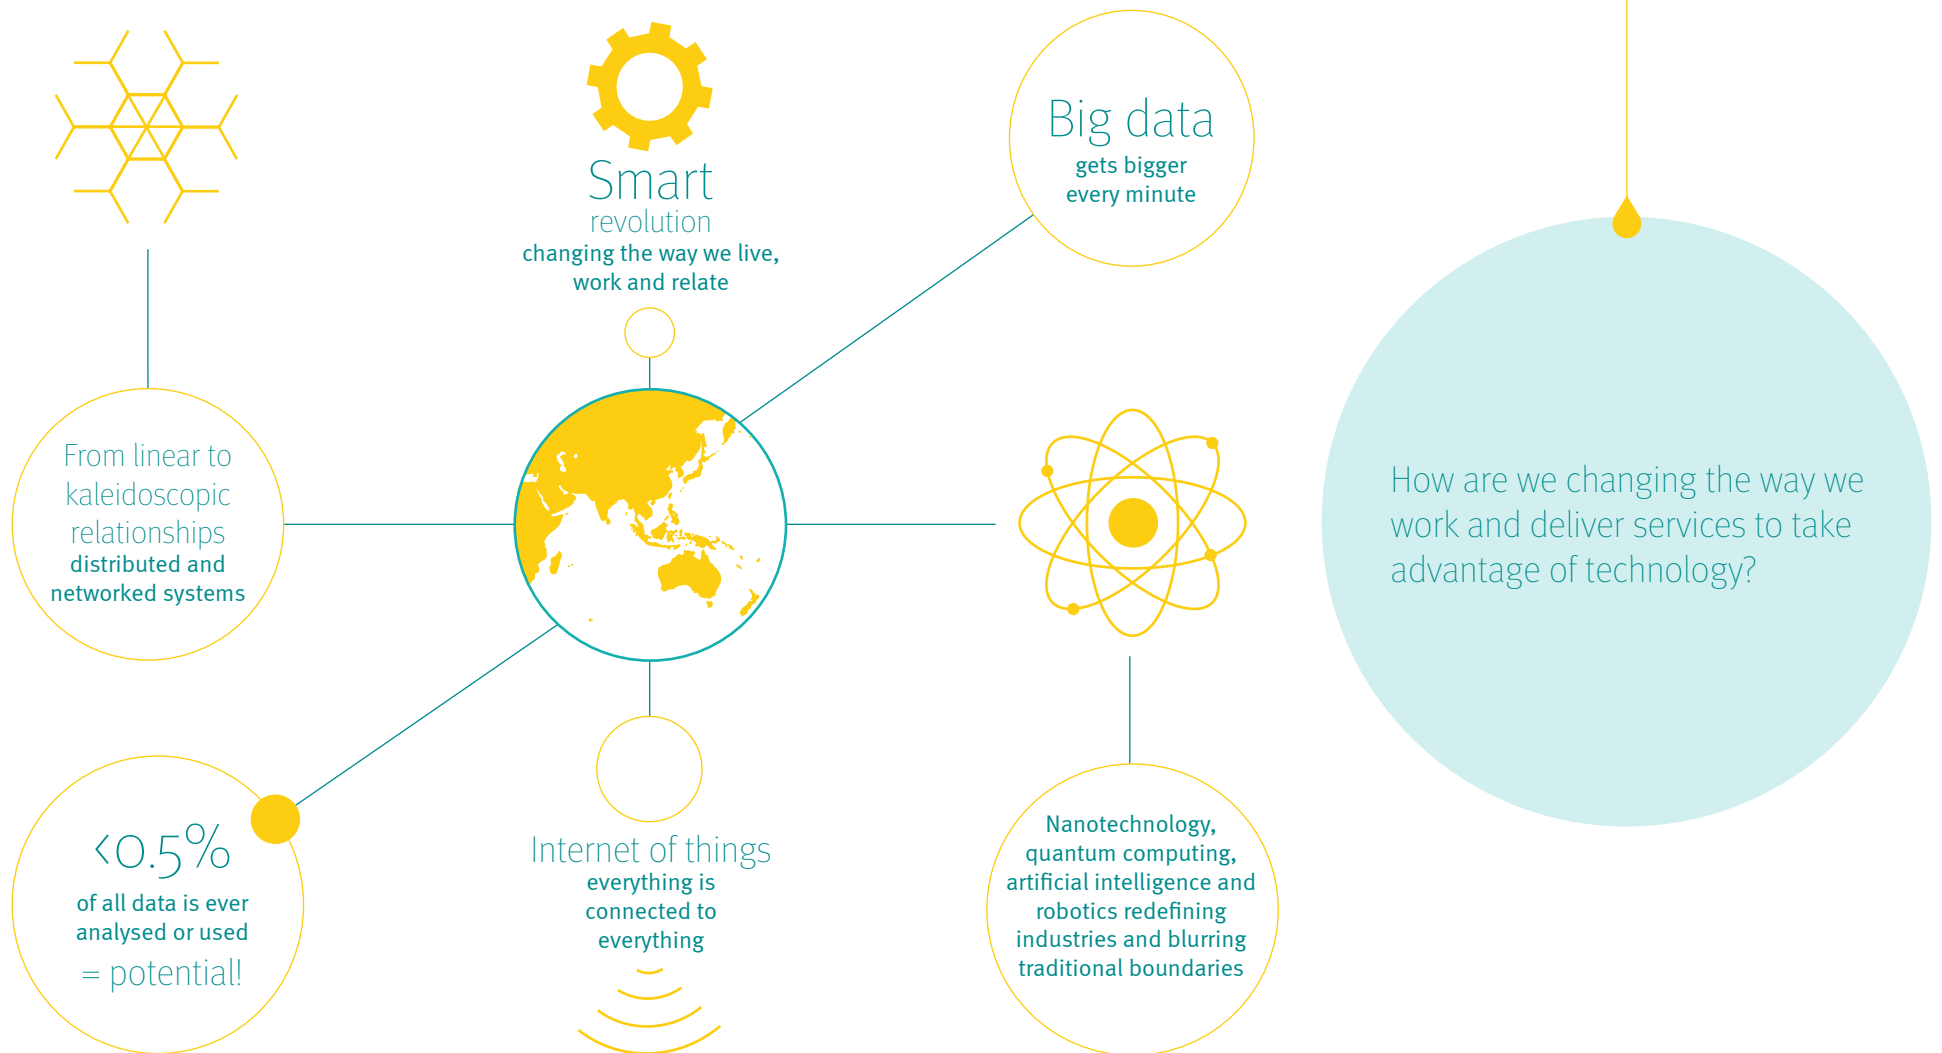 Smart
revolution
changing the way we live,
work and relate
Big data
gets bigger
every minute
From linear to
kaleidoscopic
relationships
distributed and
networked systems
<0.5%
of all data is ever
analysed or used
= potential!
Internet of things
everything is
connected to
everything
Nanotechnology,
quantum computing,
artificial intelligence and
robotics redefining
industries and blurring
traditional boundaries
How are we changing the way we
work and deliver services to take
advantage of technology?